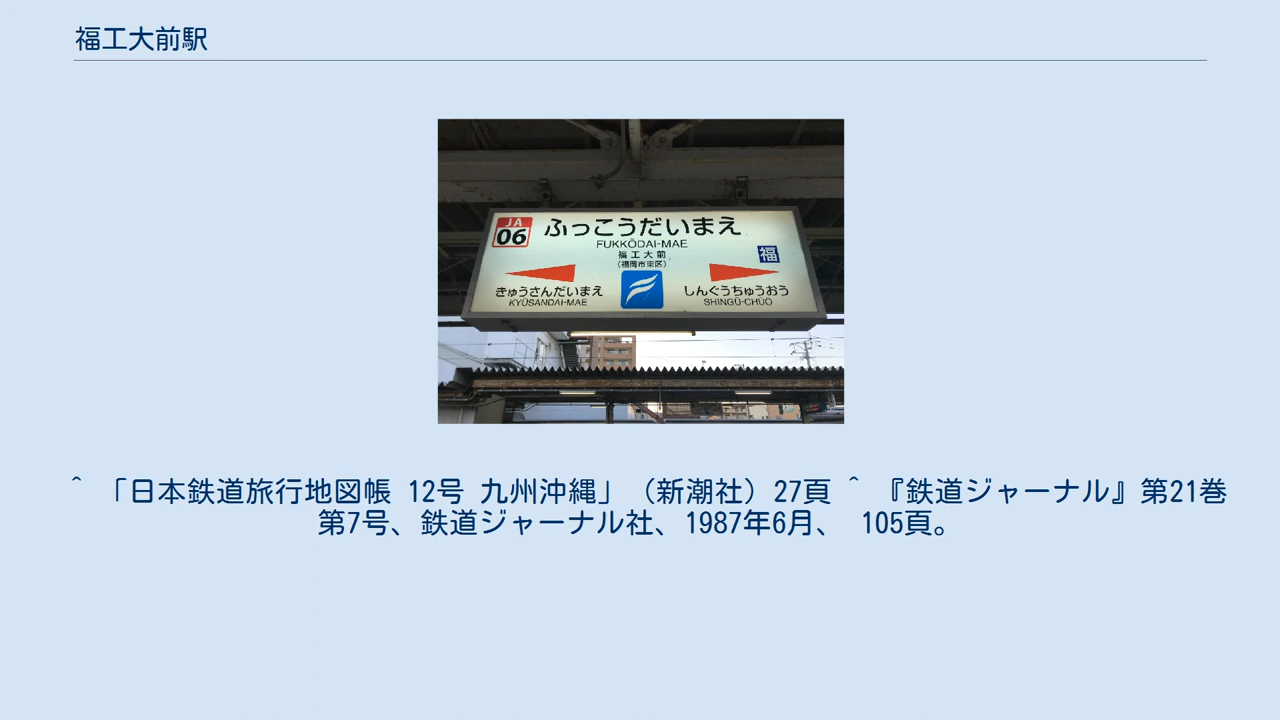 福工大前駅
JA
06
ふっこうだいまえ
FUKKŌDAI-MAE
福工大前
(福岡市東区)
福
きゅうさんだいまえ
KYŪSANDAI-MAE
しんぐうちゅうおう
SHINGŪ-CHŪŌ
^ 「日本鉄道旅行地図帳 12号 九州沖縄」（新潮社）27頁 ^ 『鉄道ジャーナル』第21巻
第7号、鉄道ジャーナル社、1987年6月、 105頁。